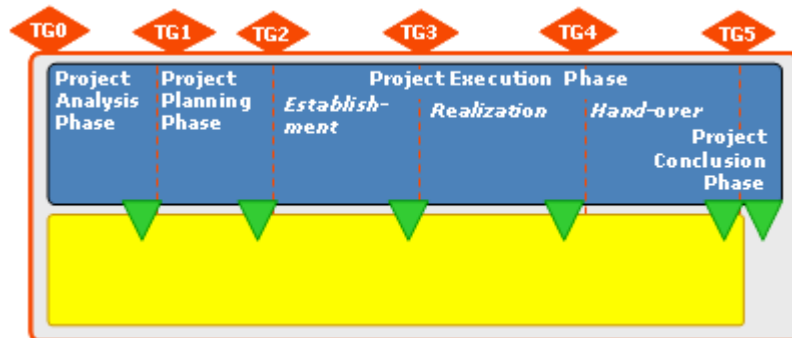 TG0 TG1 TG2 TG3 TG4 TG5
Project Analysis Phase
Project Planning Phase
Project Execution Phase
Establish-
ment
Realization
Hand-over
Project
Conclusion
Phase